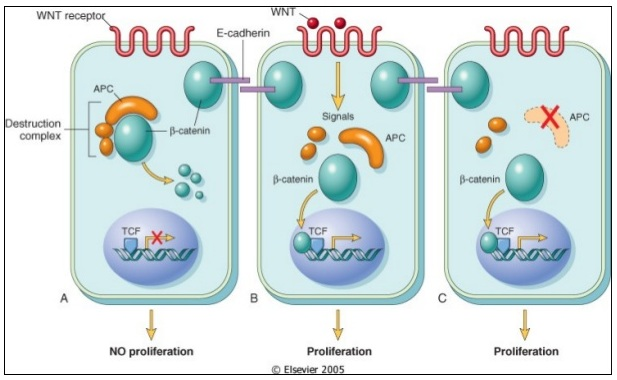 WNT receptor
WNT
E-cadherin
APC
Destruction
complex
β-catenin
TCF
A
NO proliferation
Signals
APC
β-catenin
TCF
B
Proliferation
APC
β-catenin
TCF
C
Proliferation
© Elsevier 2005